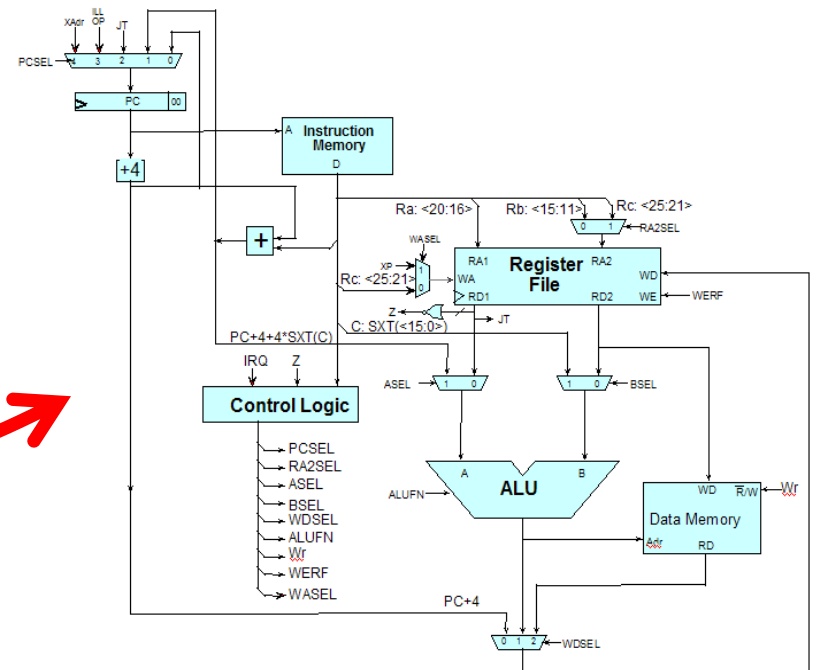 XAdr
ILL
OP
JT
PCSEL
4 3 2 1 0
PC 00
A Instruction
Memory
D
+4
+
Ra: <20:16>
Rb: <15:11>
Rc: <25:21>
0 1
RA2SEL
WASEL
XP
1
0
Rc: <25:21>
WA
RA1
Register
File
RA2
WD
WE
WERF
RD1
RD2
Z
JT
C: SXT(<15:0>)
PC+4+4*SXT(C)
IRQ
Z
Control Logic
ASEL
1 0
1 0
BSEL
PCSEL
RA2SEL
ASEL
BSEL
WDSEL
ALUFN
Wr
WERF
WASEL
A
B
ALU
ALUFN
WD
R/W
Wr
Data Memory
Adr
RD
PC+4
0 1 2
WDSEL